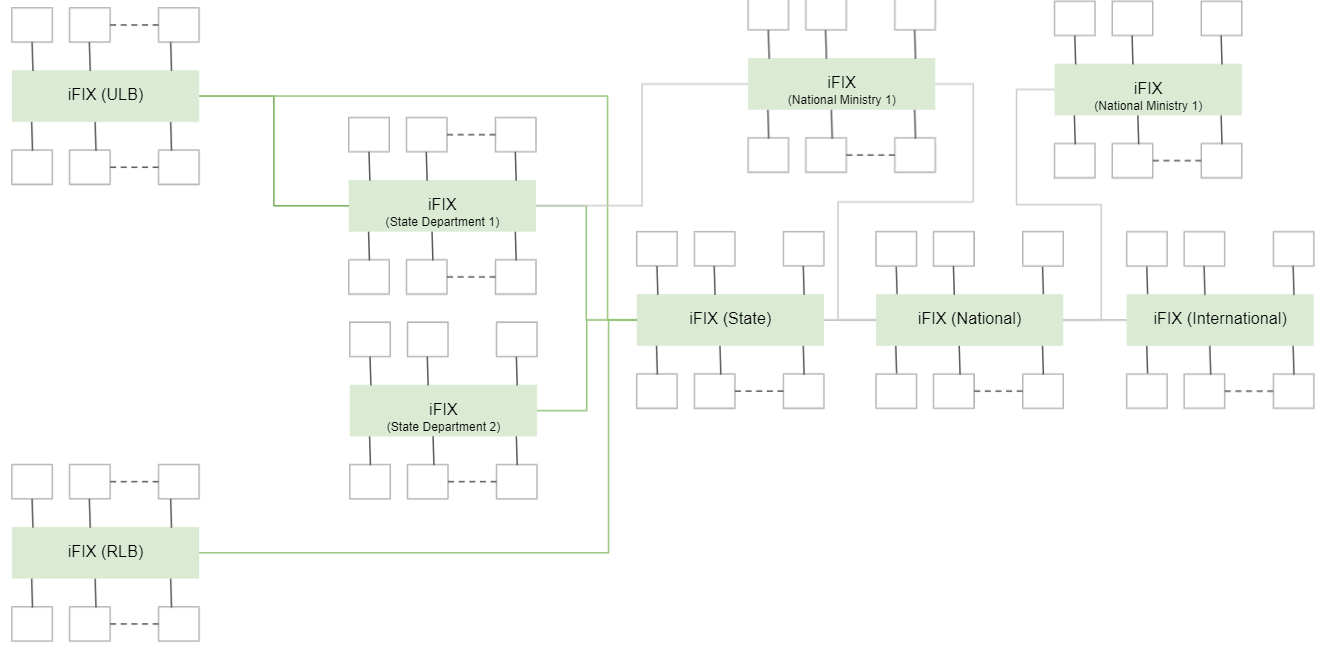 iFIX (ULB)
iFIX
(National Ministry 1)
iFIX
(National Ministry 1)
iFIX
(State Department 1)
iFIX (State)
iFIX (National)
iFIX (International)
iFIX
(State Department 2)
iFIX (RLB)